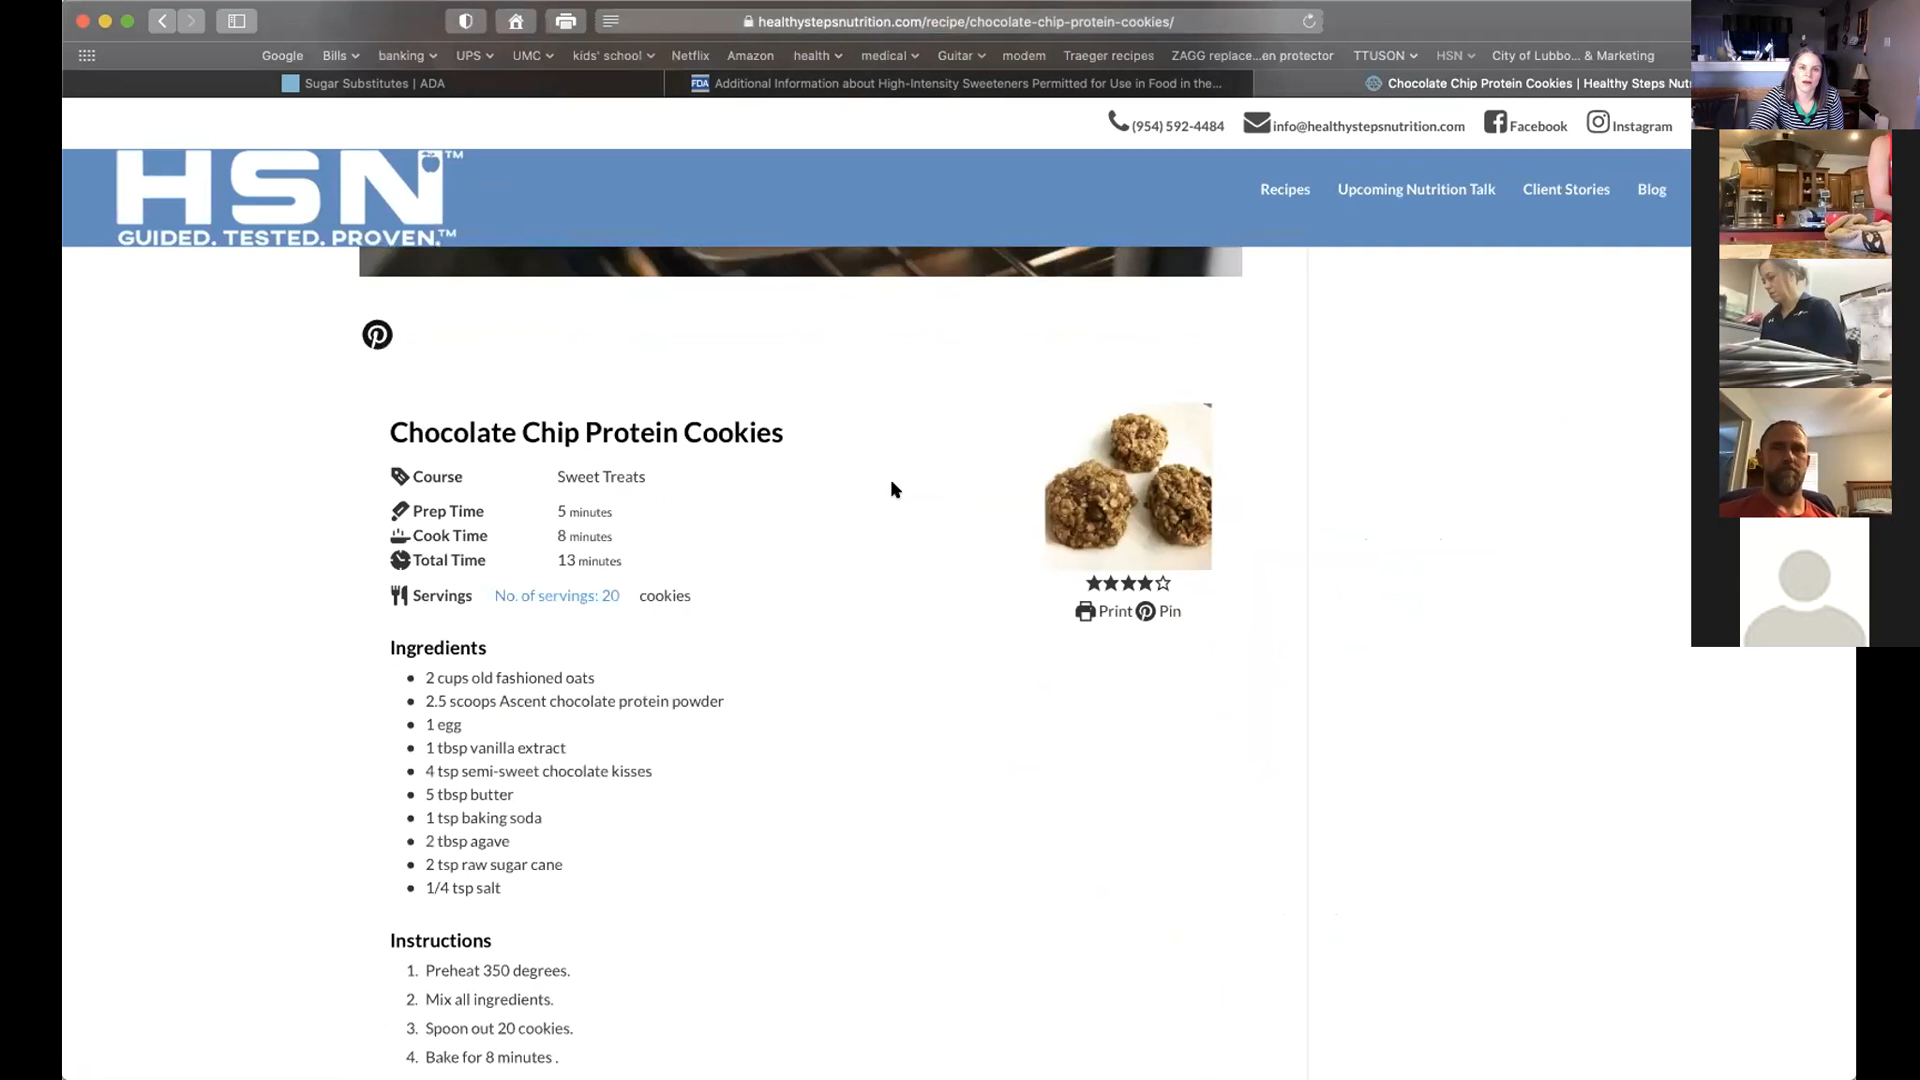 healthystepsnutrition.com/recipe/chocolate-chip-protein-cookies/
Google Bills banking UPS UMC kids' school Netflix Amazon health medical Guitar modem Traeger recipes ZAGG replace...en protector TTUSON HSN City of Lubbo... & Marketing
Sugar Substitutes | ADA
FDA Additional Information about High-Intensity Sweeteners Permitted for Use in Food in the...
Chocolate Chip Protein Cookies | Healthy Steps Nut
(954) 592-4484 info@healthystepsnutrition.com Facebook Instagram
HSN™
GUIDED. TESTED. PROVEN.™
Recipes Upcoming Nutrition Talk Client Stories Blog
Chocolate Chip Protein Cookies
Course Sweet Treats
Prep Time 5 minutes
Cook Time 8 minutes
Total Time 13 minutes
Servings No. of servings: 20 cookies
Print Pin
Ingredients
• 2 cups old fashioned oats
• 2.5 scoops Ascent chocolate protein powder
• 1 egg
• 1 tbsp vanilla extract
• 4 tsp semi-sweet chocolate kisses
• 5 tbsp butter
• 1 tsp baking soda
• 2 tbsp agave
• 2 tsp raw sugar cane
• 1/4 tsp salt
Instructions
1. Preheat 350 degrees.
2. Mix all ingredients.
3. Spoon out 20 cookies.
4. Bake for 8 minutes .